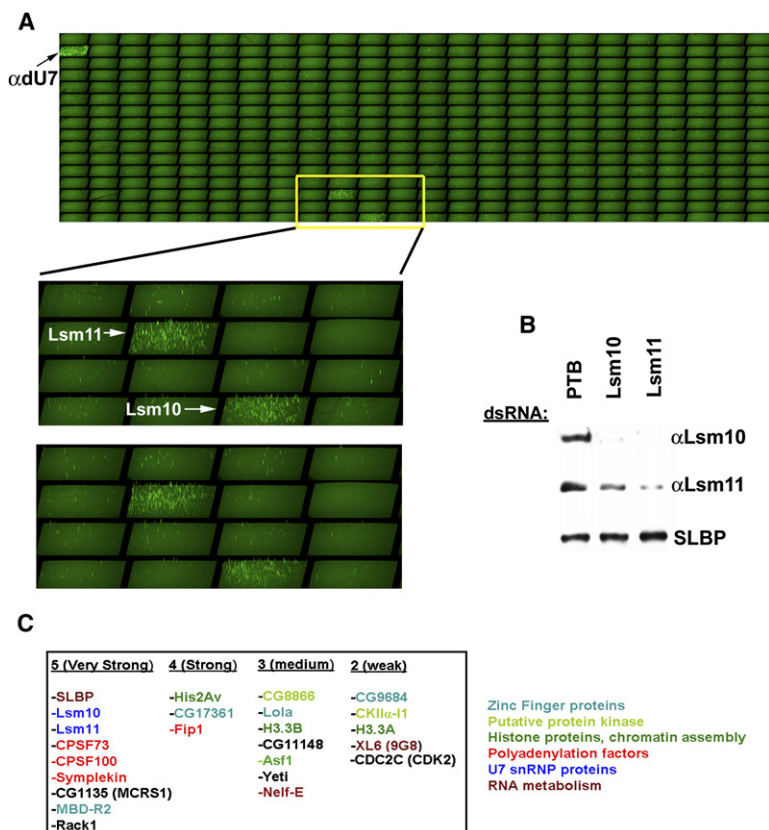 A
αdU7
Lsm11
Lsm10
B
PTB
Lsm10
Lsm11
dsRNA:
αLsm10
αLsm11
SLBP
C
5 (Very Strong)
-SLBP
-Lsm10
-Lsm11
-CPSF73
-CPSF100
-Symplekin
-CG1135 (MCRS1)
-MBD-R2
-Rack1
4 (Strong)
-His2Av
-CG17361
-Fip1
3 (medium)
-CG8866
-Lola
-H3.3B
-CG11148
-Asf1
-Yeti
-Nelf-E
2 (weak)
-CG9684
-CKIIα-I1
-H3.3A
-XL6 (9G8)
-CDC2C (CDK2)
Zinc Finger proteins
Putative protein kinase
Histone proteins, chromatin assembly
Polyadenylation factors
U7 snRNP proteins
RNA metabolism